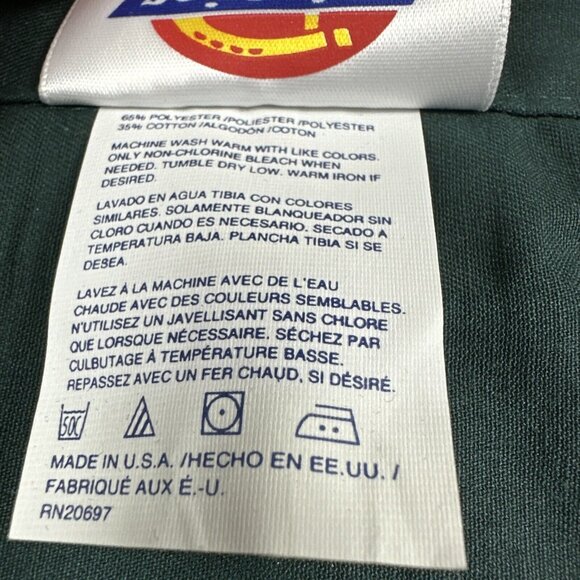 65% POLYESTER /POLIESTER /POLYESTER
35% COTTON /ALGODÓN /COTON
MACHINE WASH WARM WITH LIKE COLORS.
ONLY NON-CHLORINE BLEACH WHEN
NEEDED. TUMBLE DRY LOW. WARM IRON IF
DESIRED.
LAVADO EN AGUA TIBIA CON COLORES
SIMILARES. SOLAMENTE BLANQUEADOR SIN
CLORO CUANDO ES NECESARIO. SECADO A
TEMPERATURA BAJA. PLANCHA TIBIA SI SE
DESEA.
LAVEZ À LA MACHINE AVEC DE L'EAU
CHAUDE AVEC DES COULEURS SEMBLABLES.
N'UTILISEZ UN JAVELLISANT SANS CHLORE
QUE LORSQUE NÉCESSAIRE. SÉCHEZ PAR
CULBUTAGE À TEMPÉRATURE BASSE.
REPASSEZ AVEC UN FER CHAUD, SI DÉSIRÉ.
50C
MADE IN U.S.A. /HECHO EN EE.UU. /
FABRIQUÉ AUX É.-U.
RN20697